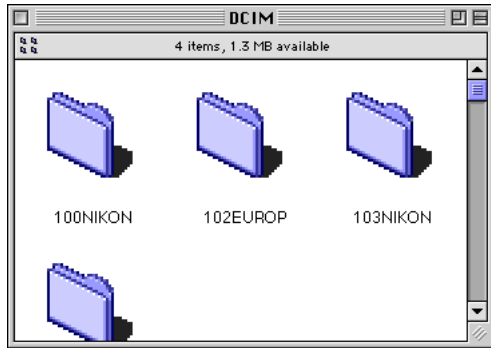 DCIM
4 items, 1.3 MB available
100NIKON
102EUROP
103NIKON